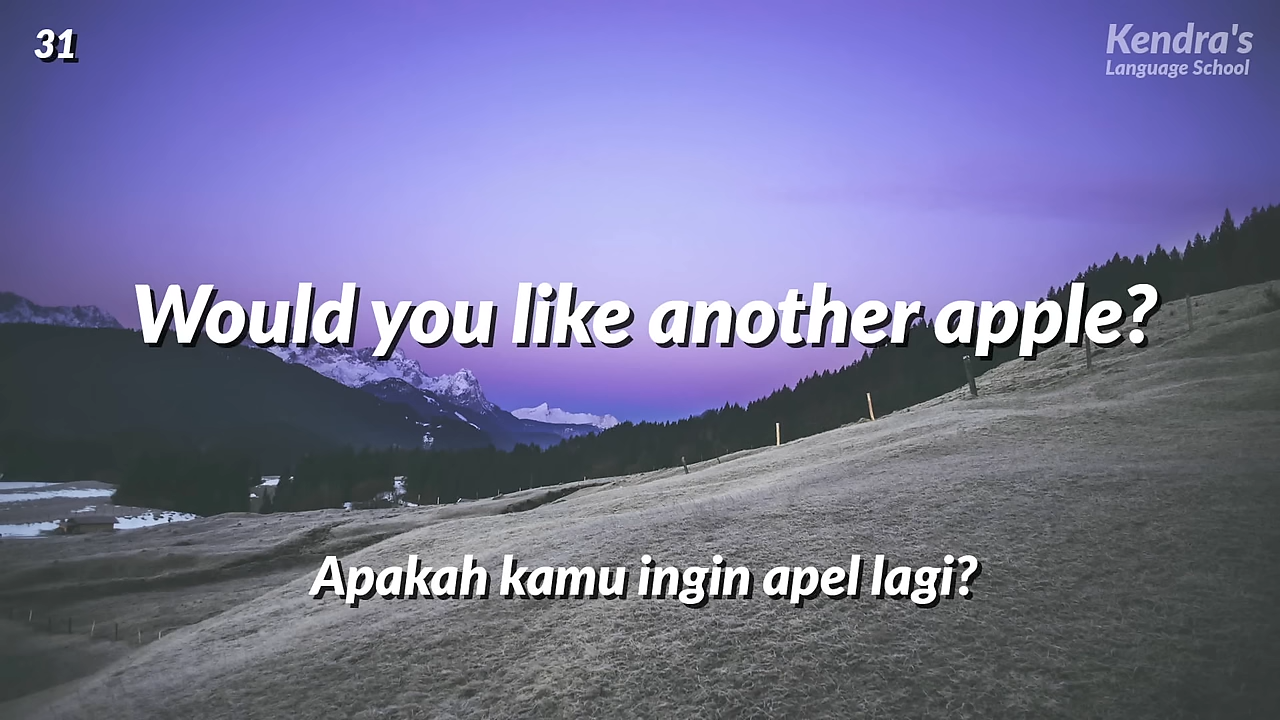 31
Kendra's
Language School
Would you like another apple?
Apakah kamu ingin apel lagi?